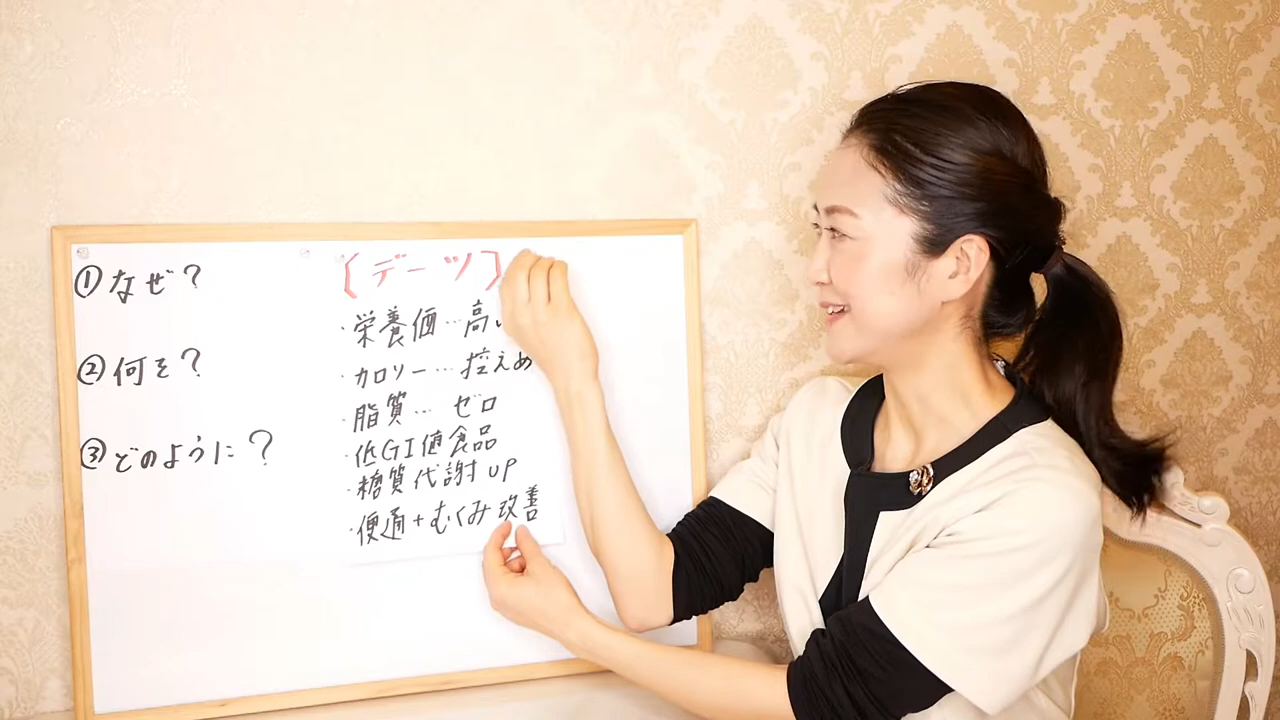 ①なぜ?
②何を?
③どのように?
〔デーツ〕
・栄養価…高い
・カロリー…控えめ
・脂質…ゼロ
・低GI値食品
・糖質代謝UP
・便通+むくみ改善